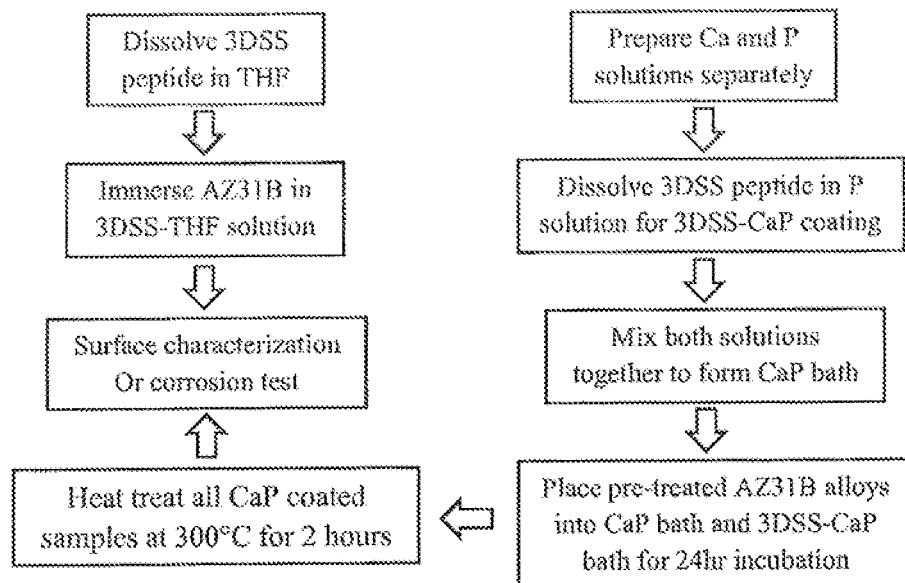 Dissolve 3DSS
peptide in THF
Immerse AZ31B in
3DSS-THF solution
Surface characterization
Or corrosion test
Heat treat all CaP coated
samples at 300°C for 2 hours
Prepare Ca and P
solutions separately
Dissolve 3DSS peptide in P
solution for 3DSS-CaP coating
Mix both solutions
together to form CaP bath
Place pre-treated AZ31B alloys
into CaP bath and 3DSS-CaP
bath for 24hr incubation